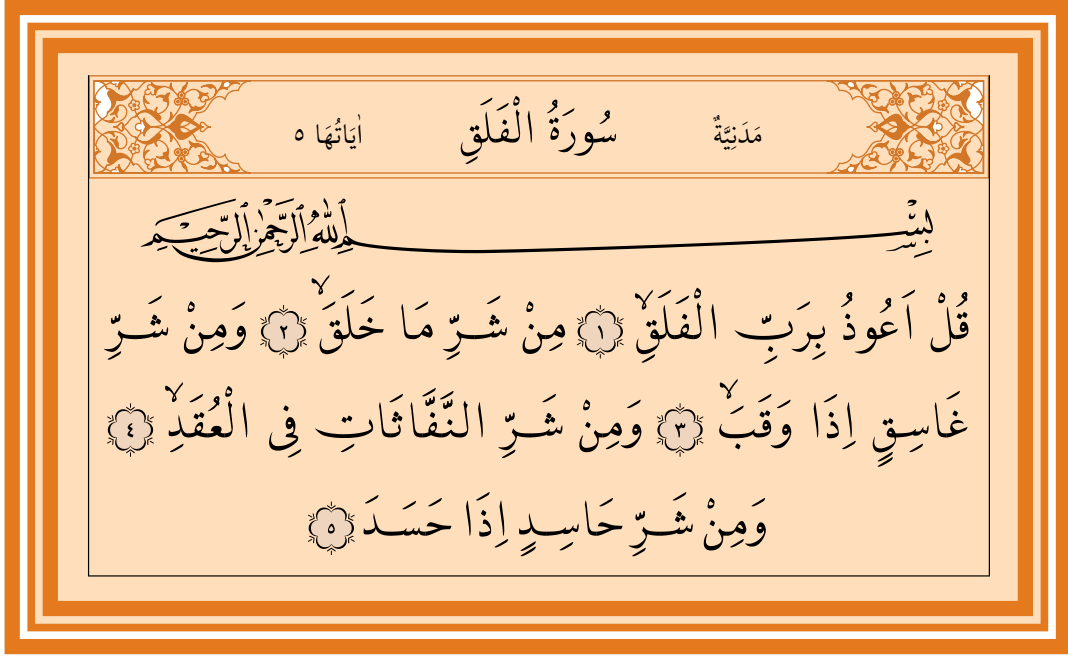 مَدَنِيَّةٌ سُورَةُ الْفَلَقِ اٰيَاتُهَا ٥
بِسْمِ اللّٰهِ الرَّحْمٰنِ الرَّحِيمِ
قُلْ اَعُوذُ بِرَبِّ الْفَلَقِۙ ١ مِنْ شَرِّ مَا خَلَقَۙ ٢ وَمِنْ شَرِّ
غَاسِقٍ اِذَا وَقَبَۙ ٣ وَمِنْ شَرِّ النَّفَّاثَاتِ فِى الْعُقَدِۙ ٤
وَمِنْ شَرِّ حَاسِدٍ اِذَا حَسَدَ ٥